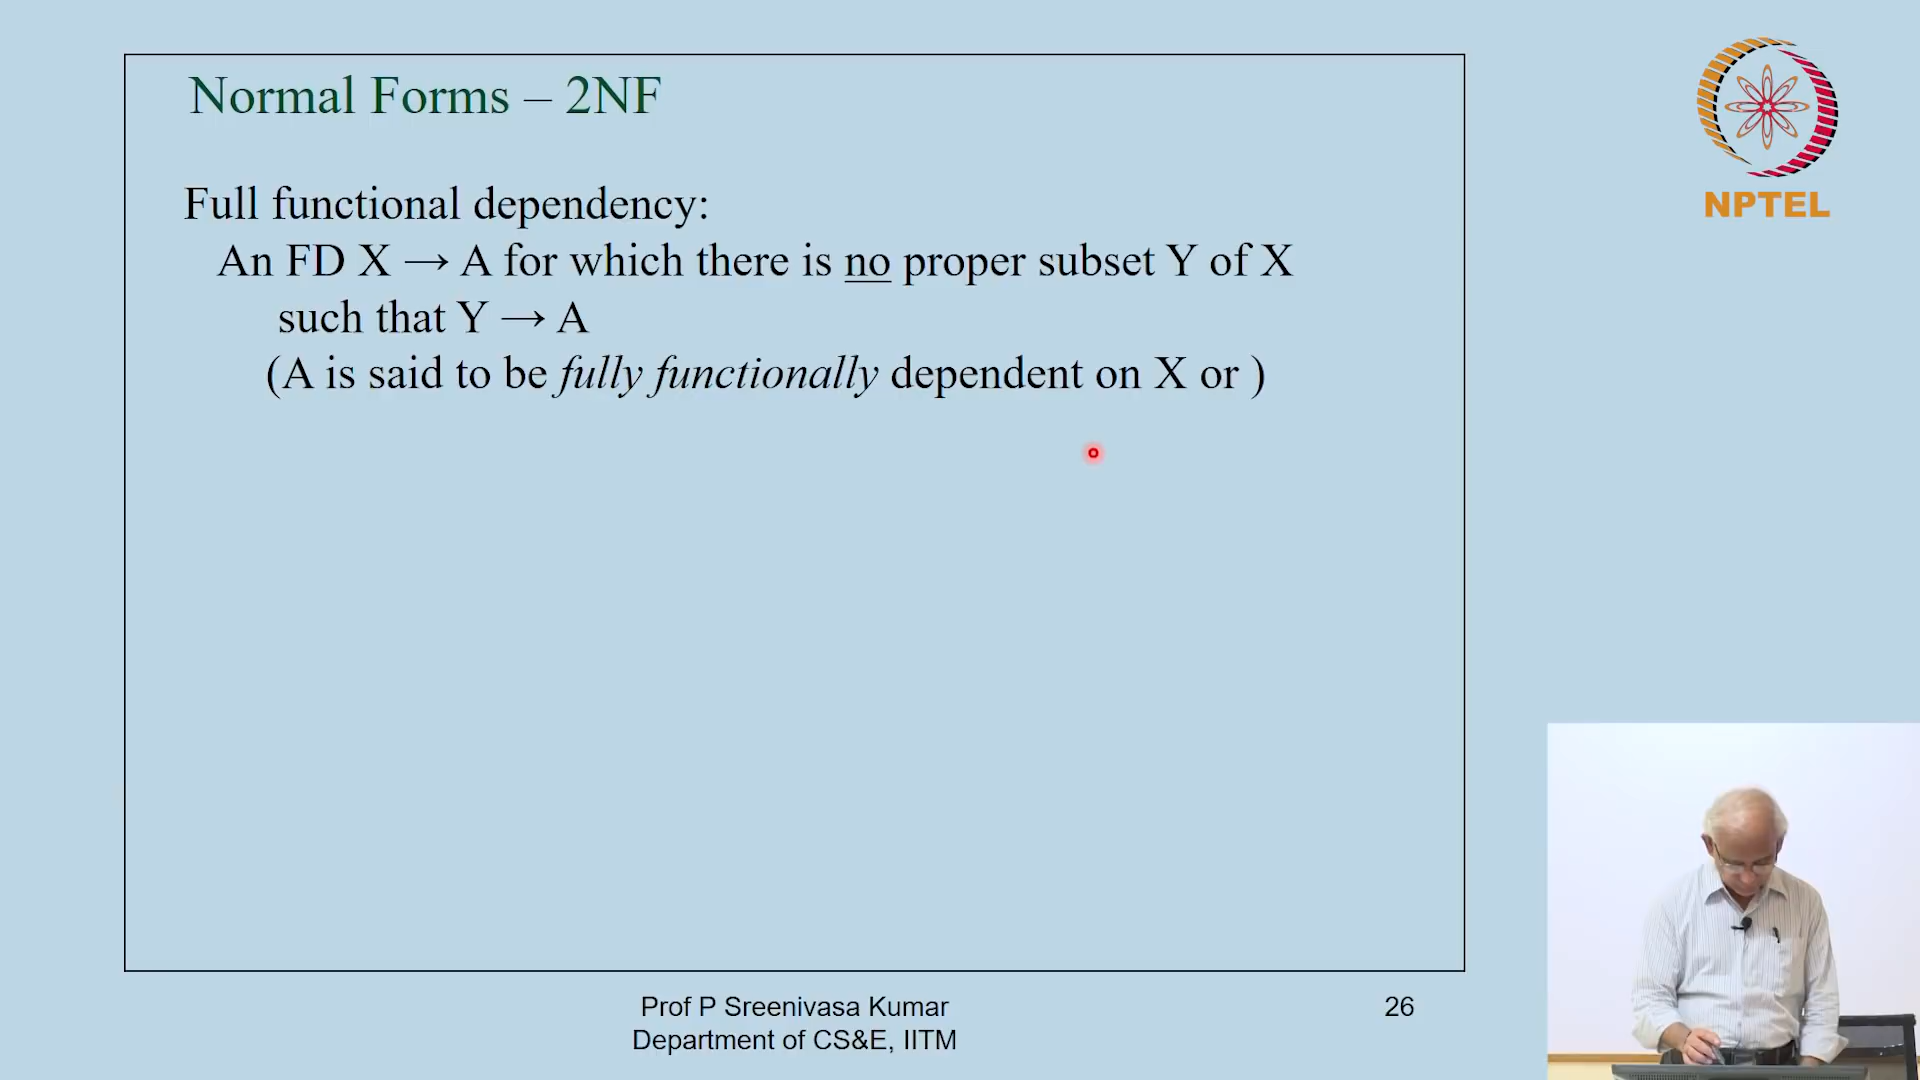 Normal Forms – 2NF
Full functional dependency:
An FD X → A for which there is no proper subset Y of X
such that Y → A
(A is said to be fully functionally dependent on X or )
NPTEL
Prof P Sreenivasa Kumar
Department of CS&E, IITM
26